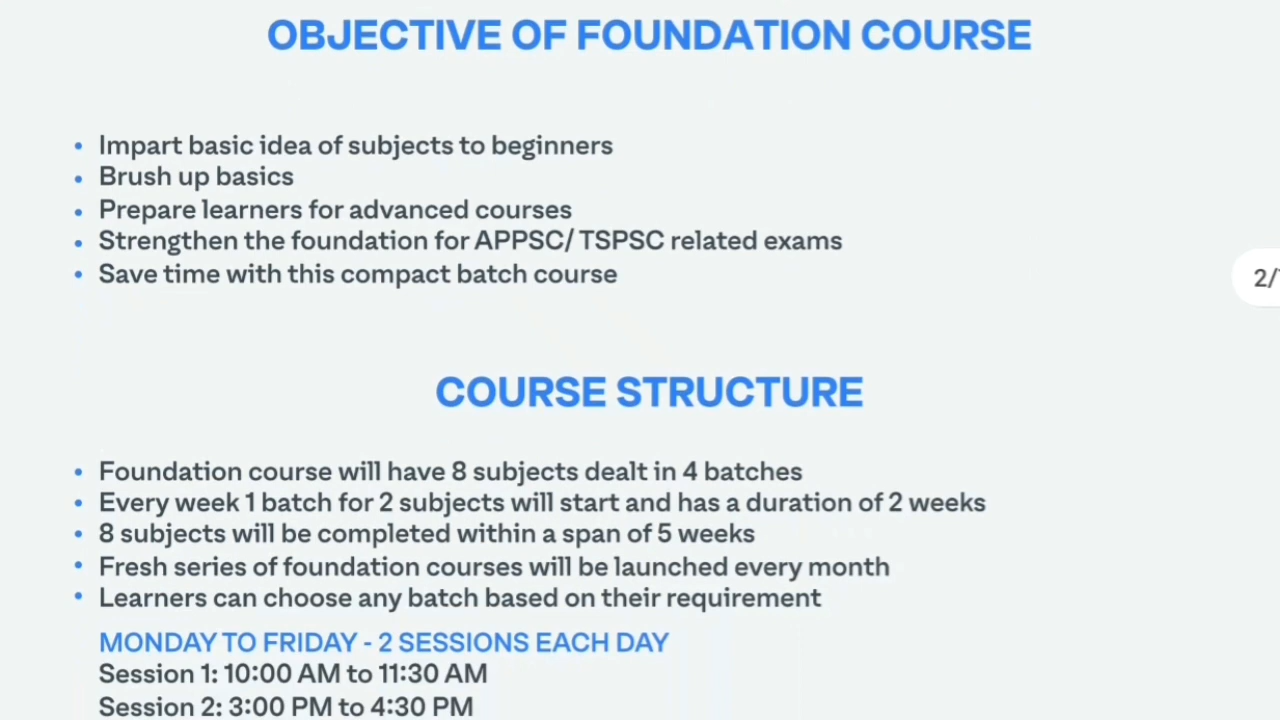 OBJECTIVE OF FOUNDATION COURSE
• Impart basic idea of subjects to beginners
• Brush up basics
• Prepare learners for advanced courses
• Strengthen the foundation for APPSC/ TSPSC related exams
• Save time with this compact batch course
2/
COURSE STRUCTURE
• Foundation course will have 8 subjects dealt in 4 batches
• Every week 1 batch for 2 subjects will start and has a duration of 2 weeks
• 8 subjects will be completed within a span of 5 weeks
• Fresh series of foundation courses will be launched every month
• Learners can choose any batch based on their requirement
MONDAY TO FRIDAY - 2 SESSIONS EACH DAY
Session 1: 10:00 AM to 11:30 AM
Session 2: 3:00 PM to 4:30 PM